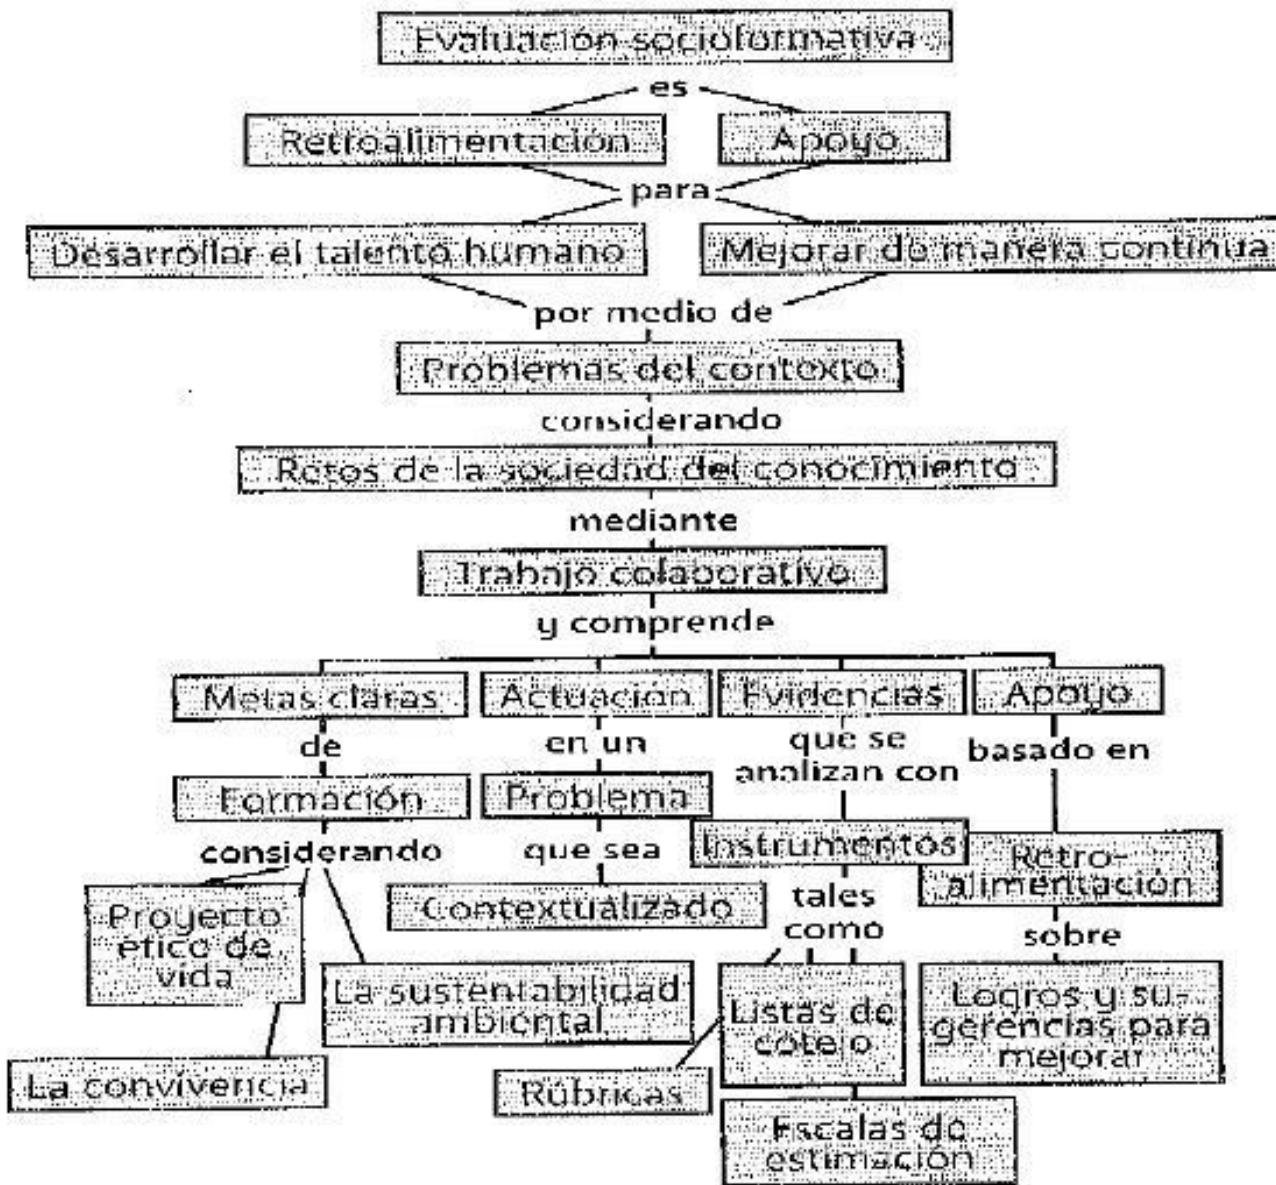 Evaluación socioformativa
es
Retroalimentación
Apoyo
para
Desarrollar el talento humano
Mejorar de manera continua
por medio de
Problemas del contexto
considerando
Retos de la sociedad del conocimiento
mediante
Trabajo colaborativo
y comprende
Metas claras
Actuación
Evidencias
Apoyo
de
en un
que se
analizan con
basado en
Formación
Problema
Instrumentos
Retro-
alimentación
considerando
que sea
tales
como
sobre
Proyecto
ético de
vida
Contextualizado
La sustentabilidad
ambiental
Listas de
cotejo
Logros y su-
gerencias para
mejorar
La convivencia
Rúbricas
Escalas de
estimación